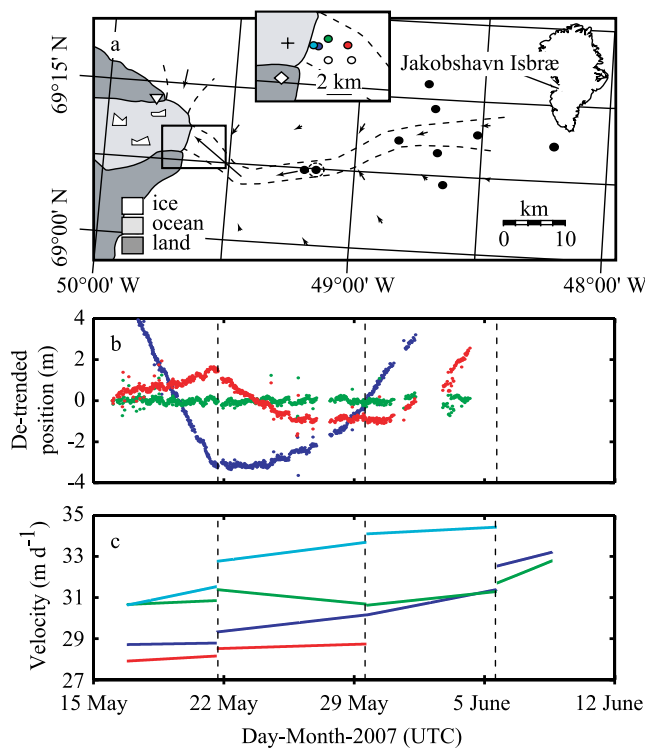 a
2 km
Jakobshavn Isbræ
69° 15' N
69° 00' N
ice
ocean
land
km
0 10
50° 00' W 49° 00' W 48° 00' W
b
De-trended
position (m)
4
2
0
-2
-4
c
Velocity (m d⁻¹)
35
33
31
29
27
15 May 22 May 29 May 5 June 12 June
Day-Month-2007 (UTC)